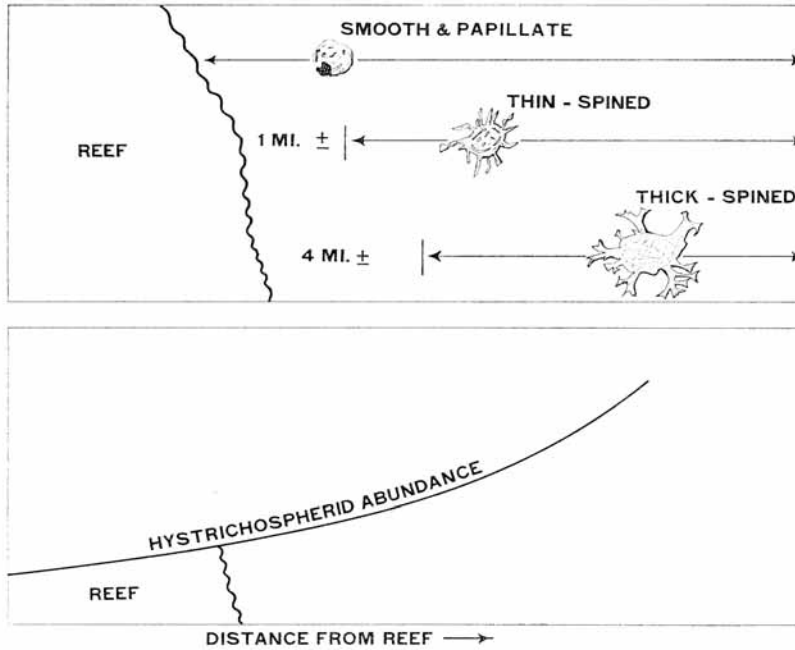 SMOOTH & PAPILLATE
THIN - SPINED
REEF
1 MI. ±
THICK - SPINED
4 MI. ±
HYSTRICHOSPHERID ABUNDANCE
REEF
DISTANCE FROM REEF